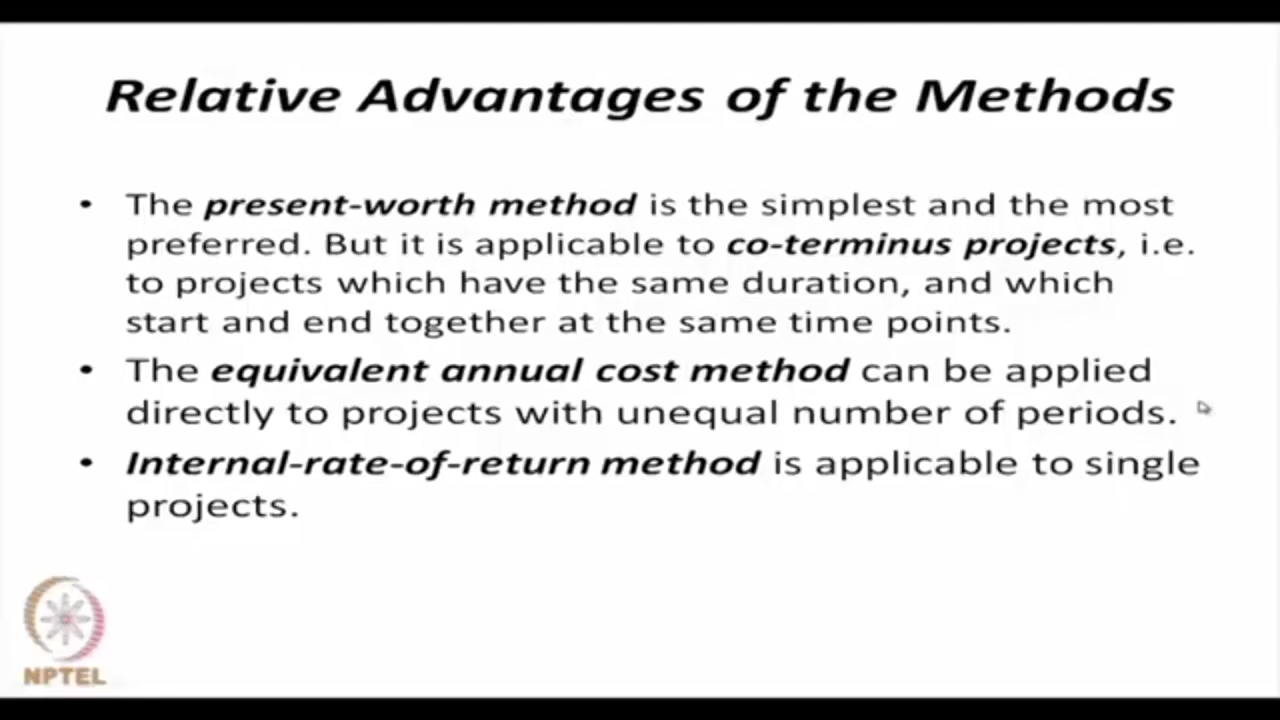 Relative Advantages of the Methods
• The present-worth method is the simplest and the most
preferred. But it is applicable to co-terminus projects, i.e.
to projects which have the same duration, and which
start and end together at the same time points.
• The equivalent annual cost method can be applied
directly to projects with unequal number of periods.
• Internal-rate-of-return method is applicable to single
projects.
NPTEL